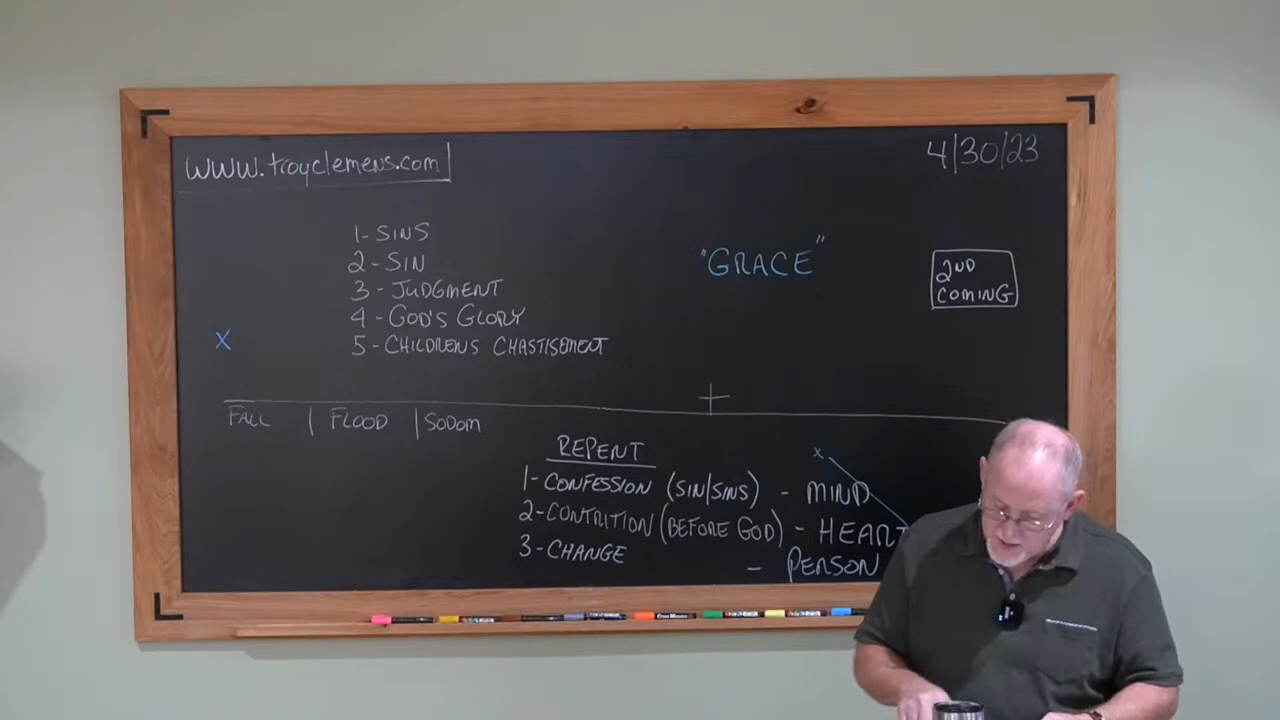 www.troyclemens.com
4/30/23
1- SINS
2- SIN
3- JUDGMENT
4- GOD'S GLORY
5- CHILDRENS CHASTISEMENT
"GRACE"
2ND
COMING
X
FALL | FLOOD | SODOM
REPENT
1- CONFESSION (SIN/SINS) - MIND
2- CONTRITION (BEFORE GOD) - HEART
3- CHANGE - PERSON
X